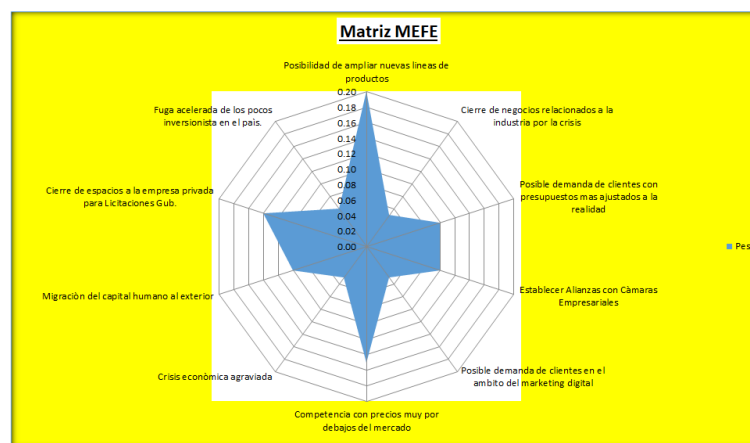 Matriz MEFE
Posibilidad de ampliar nuevas lineas de
productos
Cierre de negocios relacionados a la
industria por la crisis
Posible demanda de clientes con
presupuestos mas ajustados a la
realidad
Establecer Alianzas con Càmaras
Empresariales
Posible demanda de clientes en el
ambito del marketing digital
Competencia con precios muy por
debajos del mercado
Crisis econòmica agraviada
Migraciòn del capital humano al exterior
Cierre de espacios a la empresa privada
para Licitaciones Gub.
Fuga acelerada de los pocos
inversionista en el paìs.
0.20
0.18
0.16
0.14
0.12
0.10
0.08
0.06
0.04
0.02
0.00